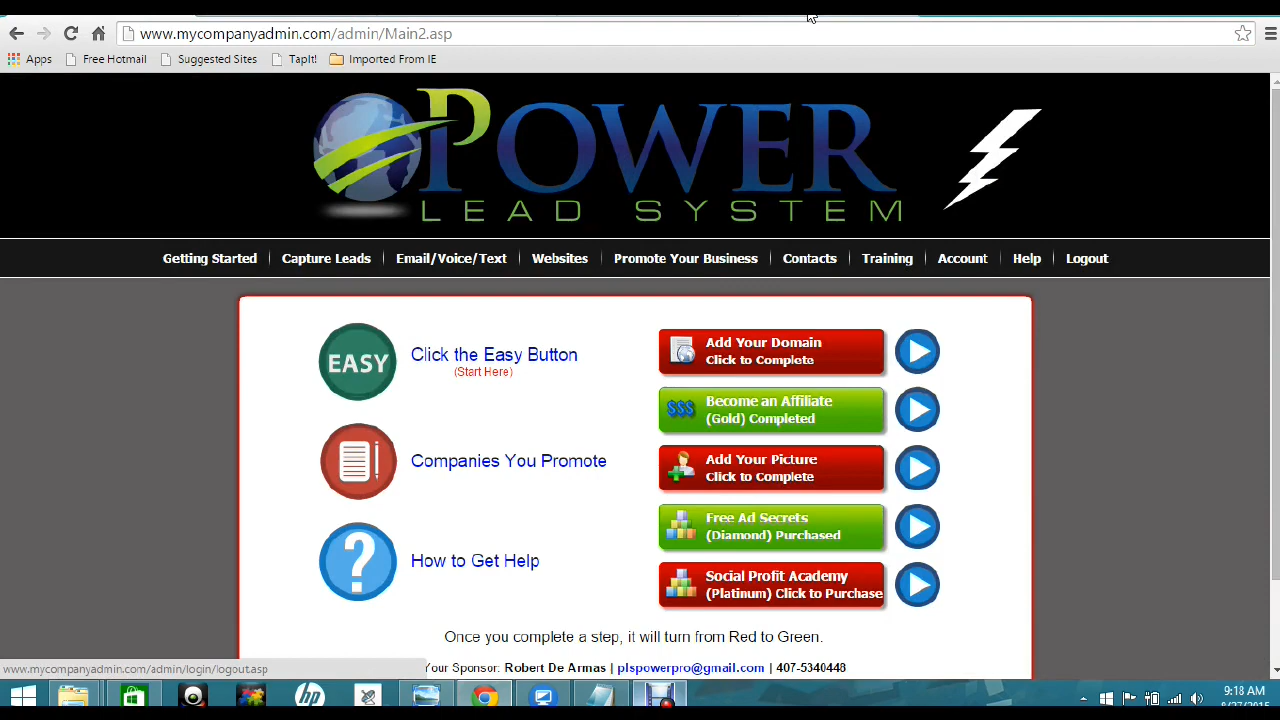 www.mycompanyadmin.com/admin/Main2.asp
Apps Free Hotmail Suggested Sites TapIt! Imported From IE
POWER
LEAD SYSTEM
Getting Started Capture Leads Email/Voice/Text Websites Promote Your Business Contacts Training Account Help Logout
EASY
Click the Easy Button
(Start Here)
Add Your Domain
Click to Complete
$$$
Become an Affiliate
(Gold) Completed
Companies You Promote
Add Your Picture
Click to Complete
Free Ad Secrets
(Diamond) Purchased
?
How to Get Help
Social Profit Academy
(Platinum) Click to Purchase
Once you complete a step, it will turn from Red to Green.
www.mycompanyadmin.com/admin/login/logout.asp
Your Sponsor: Robert De Armas | plspowerpro@gmail.com | 407-5340448
hp
9:18 AM